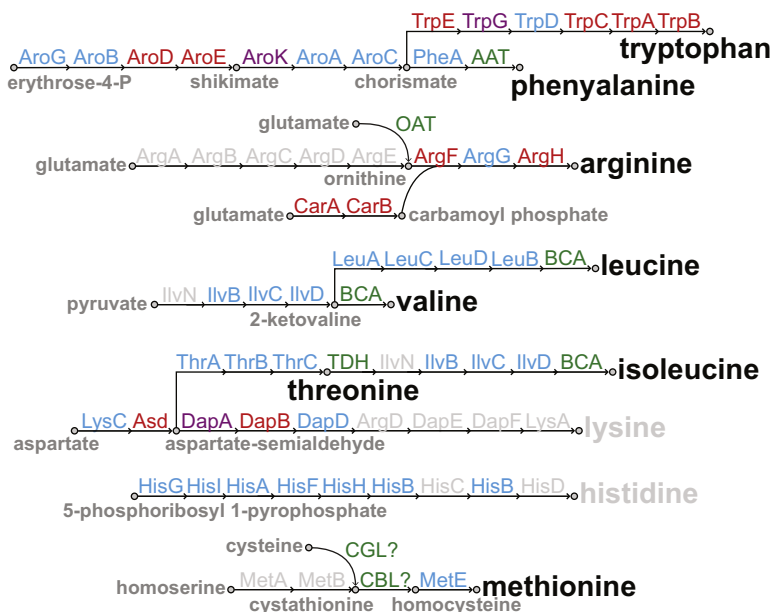 TrpE TrpG TrpD TrpC TrpA TrpB
tryptophan
AroG AroB AroD AroE AroK AroA AroC PheA AAT
erythrose-4-P shikimate chorismate
phenyalanine
glutamate OAT
glutamate ArgA ArgB ArgC ArgD ArgE ArgF ArgG ArgH arginine
ornithine
glutamate CarA CarB carbamoyl phosphate
LeuA LeuC LeuD LeuB BCA leucine
pyruvate IlvN IlvB IlvC IlvD BCA valine
2-ketovaline
ThrA ThrB ThrC TDH IlvN IlvB IlvC IlvD BCA isoleucine
threonine
LysC Asd DapA DapB DapD ArgD DapE DapF LysA lysine
aspartate aspartate-semialdehyde
HisG HisI HisA HisF HisH HisB HisC HisB HisD histidine
5-phosphoribosyl 1-pyrophosphate
cysteine CGL?
homoserine MetA MetB CBL? MetE methionine
cystathionine homocysteine